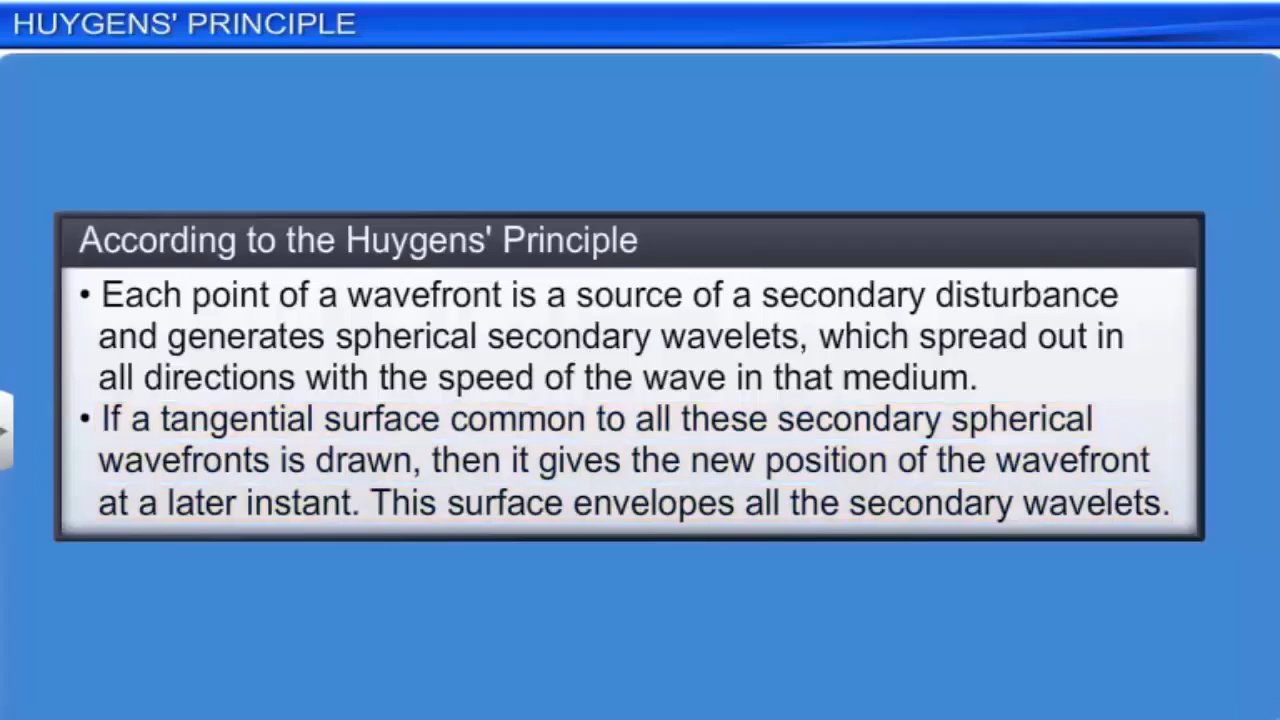 HUYGENS' PRINCIPLE
According to the Huygens' Principle
• Each point of a wavefront is a source of a secondary disturbance
and generates spherical secondary wavelets, which spread out in
all directions with the speed of the wave in that medium.
• If a tangential surface common to all these secondary spherical
wavefronts is drawn, then it gives the new position of the wavefront
at a later instant. This surface envelopes all the secondary wavelets.